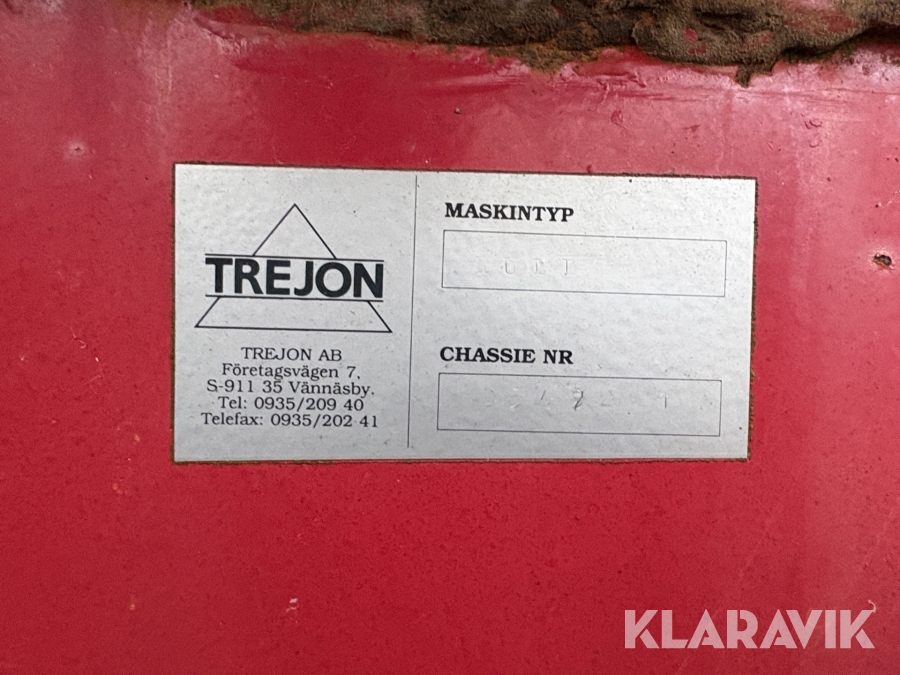 TREJON
TREJON AB
Företagsvägen 7,
S-911 35 Vännäsby.
Tel: 0935/209 40
Telefax: 0935/202 41
MASKINTYP
CHASSIE NR
KLARAVIK